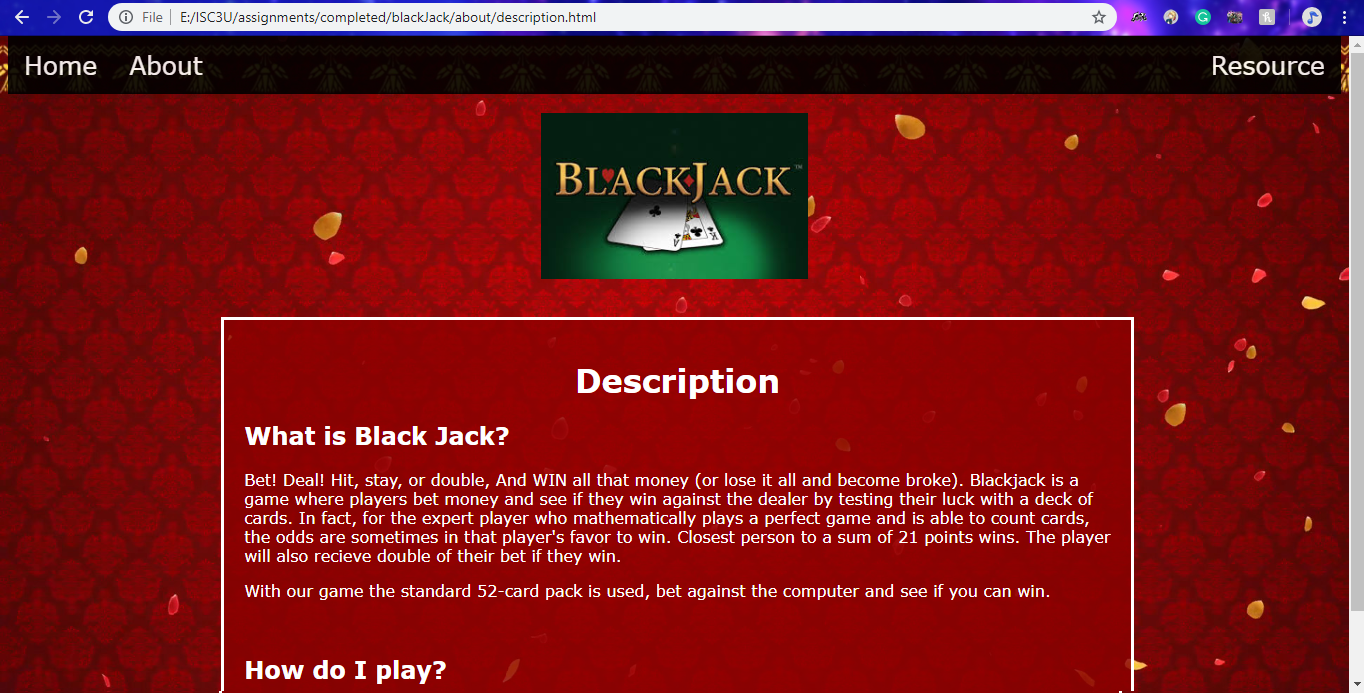 File E:/ISC3U/assignments/completed/blackJack/about/description.html
Home About Resource
BLACKJACK™
A K
Description
What is Black Jack?
Bet! Deal! Hit, stay, or double, And WIN all that money (or lose it all and become broke). Blackjack is a
game where players bet money and see if they win against the dealer by testing their luck with a deck of
cards. In fact, for the expert player who mathematically plays a perfect game and is able to count cards,
the odds are sometimes in that player's favor to win. Closest person to a sum of 21 points wins. The player
will also recieve double of their bet if they win.
With our game the standard 52-card pack is used, bet against the computer and see if you can win.
How do I play?